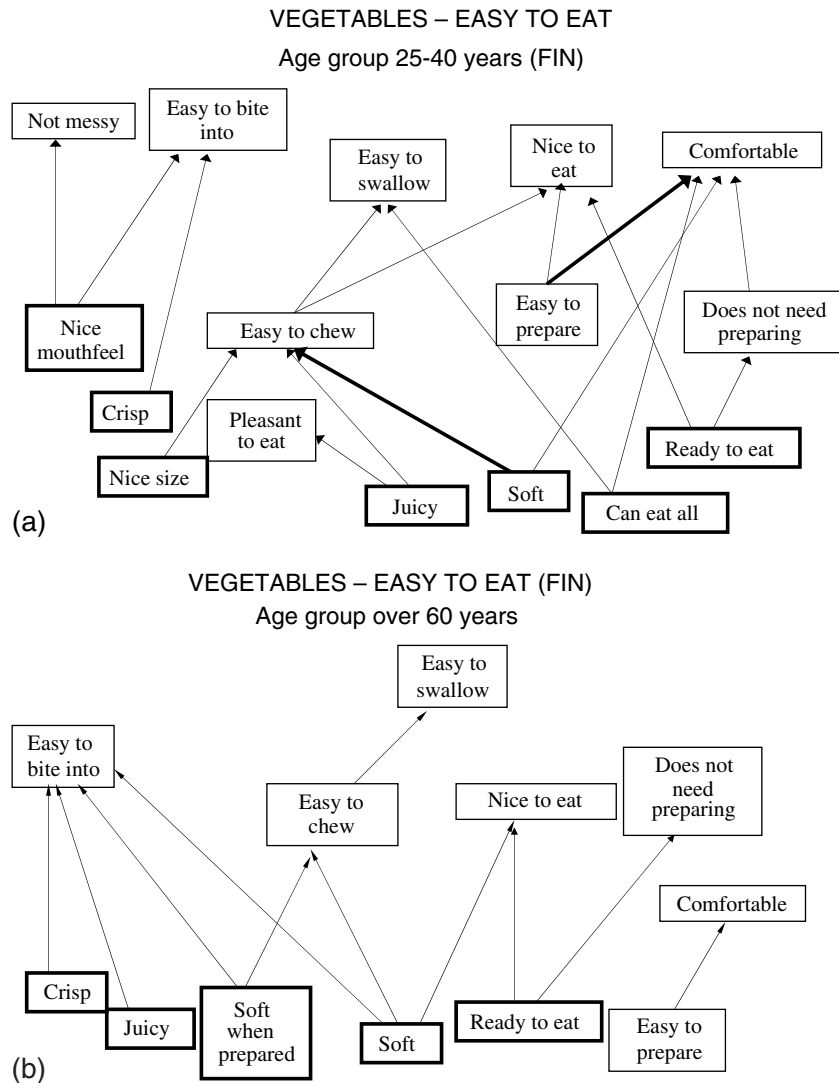 VEGETABLES – EASY TO EAT
Age group 25-40 years (FIN)
Not messy
Easy to bite
into
Easy to
swallow
Nice to
eat
Comfortable
Nice
mouthfeel
Easy to chew
Easy to
prepare
Does not need
preparing
Crisp
Pleasant
to eat
Ready to eat
Nice size
Juicy
Soft
Can eat all
(a)
VEGETABLES – EASY TO EAT (FIN)
Age group over 60 years
Easy to
swallow
Easy to
bite into
Easy to
chew
Nice to eat
Does not
need
preparing
Comfortable
Crisp
Juicy
Soft
when
prepared
Soft
Ready to eat
Easy to
prepare
(b)